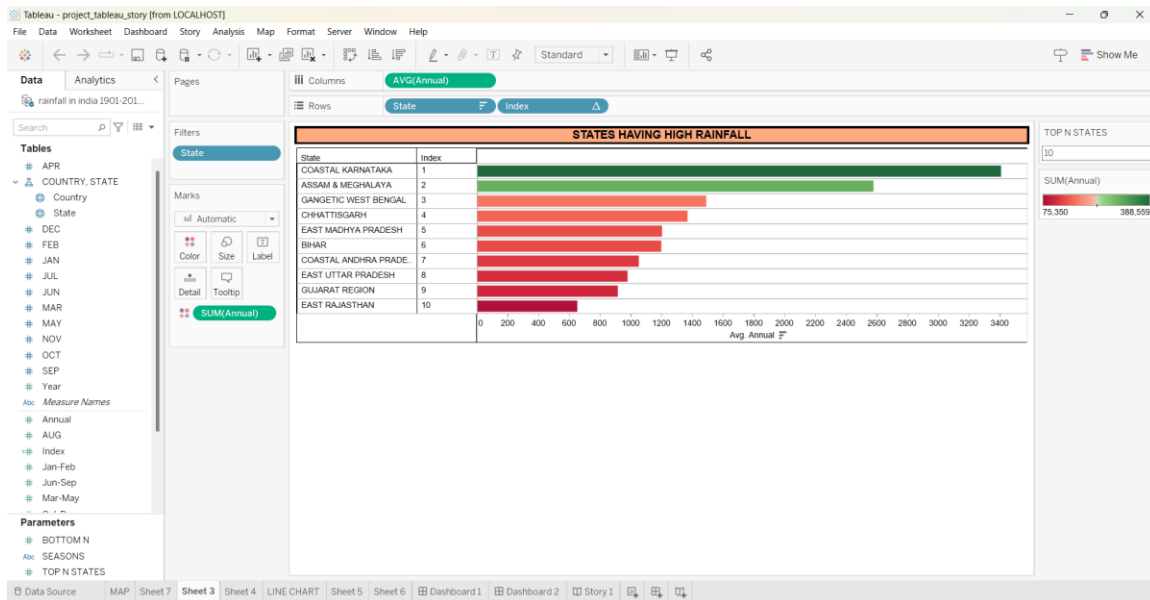 Tableau - project_tableau_story [from LOCALHOST]
File Data Worksheet Dashboard Story Analysis Map Format Server Window Help
Standard
Show Me
Data Analytics
rainfall in india 1901-201...
Search
Tables
# APR
COUNTRY, STATE
Country
State
# DEC
# FEB
# JAN
# JUL
# JUN
# MAR
# MAY
# NOV
# OCT
# SEP
# Year
Abc Measure Names
# Annual
# AUG
=# Index
# Jan-Feb
# Jun-Sep
# Mar-May
Parameters
# BOTTOM N
Abc SEASONS
# TOP N STATES
Pages
Filters
State
Marks
Automatic
Color Size Label
Detail Tooltip
SUM(Annual)
Columns AVG(Annual)
Rows State Index
STATES HAVING HIGH RAINFALL
State Index
COASTAL KARNATAKA 1
ASSAM & MEGHALAYA 2
GANGETIC WEST BENGAL 3
CHHATTISGARH 4
EAST MADHYA PRADESH 5
BIHAR 6
COASTAL ANDHRA PRADE.. 7
EAST UTTAR PRADESH 8
GUJARAT REGION 9
EAST RAJASTHAN 10
0 200 400 600 800 1000 1200 1400 1600 1800 2000 2200 2400 2600 2800 3000 3200 3400
Avg. Annual
TOP N STATES
10
SUM(Annual)
75,350 388,559
Data Source MAP Sheet 7 Sheet 3 Sheet 4 LINE CHART Sheet 5 Sheet 6 Dashboard 1 Dashboard 2 Story 1